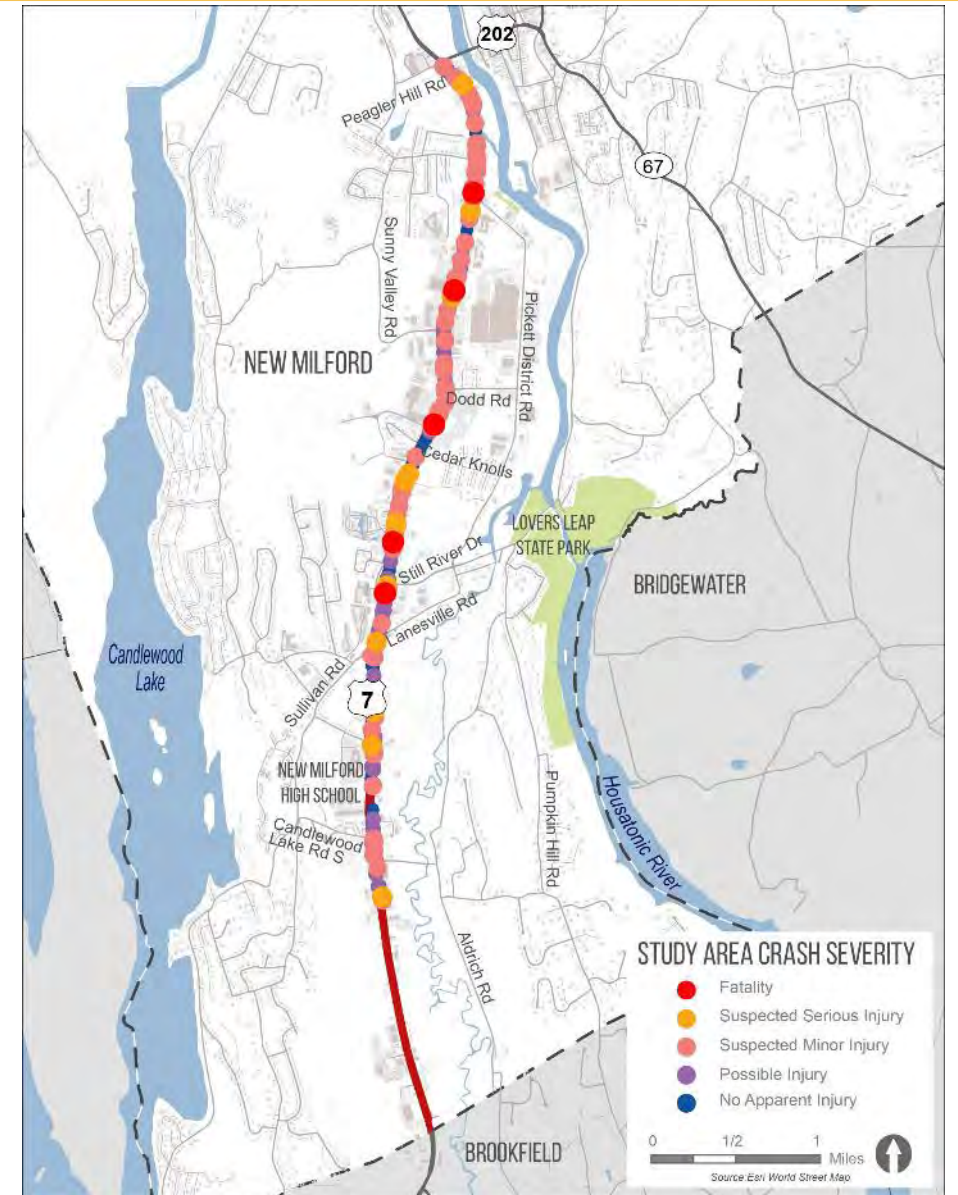 202
Peagler Hill Rd
67
Sunny Valley Rd
Pickett District Rd
NEW MILFORD
Dodd Rd
Cedar Knolls
LOVERS LEAP
STATE PARK
Still River Dr
BRIDGEWATER
Lanesville Rd
Candlewood
Lake
Sullivan Rd
7
NEW MILFORD
HIGH SCHOOL
Pumpkin Hill Rd
Housatonic River
Candlewood
Lake Rd S
Aldrich Rd
STUDY AREA CRASH SEVERITY
Fatality
Suspected Serious Injury
Suspected Minor Injury
Possible Injury
No Apparent Injury
0 1/2 1
Miles
Source:Esri World Street Map
BROOKFIELD